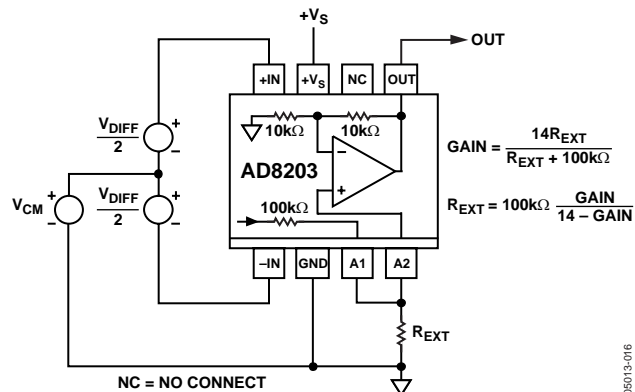 +VS
OUT
+IN
+VS
NC
OUT
VDIFF
2
10kΩ
10kΩ
GAIN = 14REXT / REXT + 100kΩ
AD8203
VCM
VDIFF
2
REXT = 100kΩ GAIN / 14 – GAIN
100kΩ
–IN
GND
A1
A2
REXT
NC = NO CONNECT
05013-016